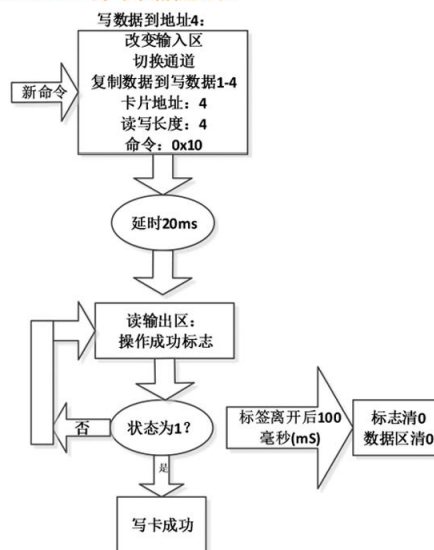 写数据到地址4：
改变输入区
切换通道
复制数据到写数据1-4
卡片地址：4
读写长度：4
命令：0x10
新命令
延时20ms
读输出区：
操作成功标志
状态为1？
否
是
写卡成功
标签离开后100
毫秒(mS)
标志清0
数据区清0